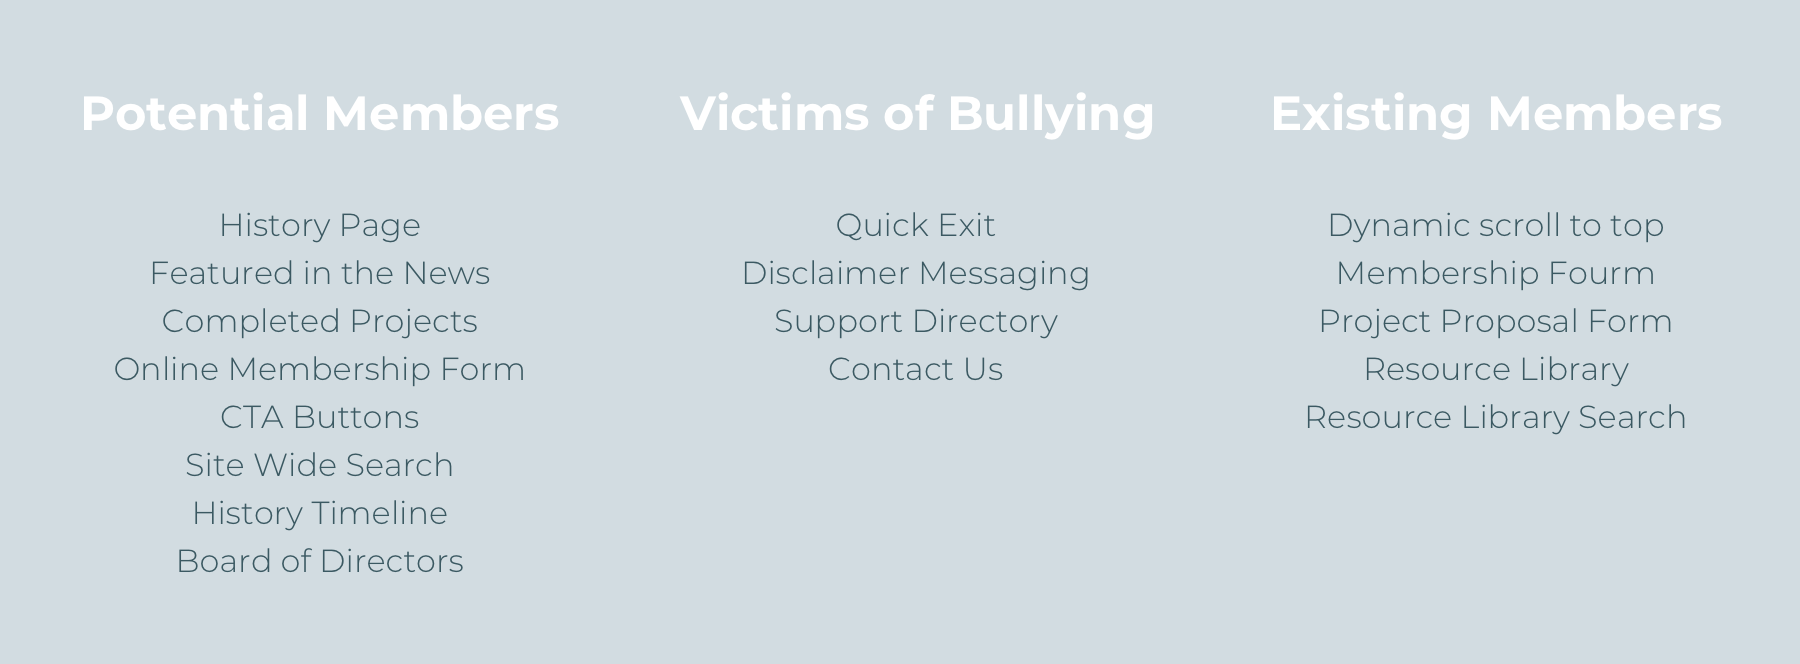 Potential Members
History Page
Featured in the News
Completed Projects
Online Membership Form
CTA Buttons
Site Wide Search
History Timeline
Board of Directors
Victims of Bullying
Quick Exit
Disclaimer Messaging
Support Directory
Contact Us
Existing Members
Dynamic scroll to top
Membership Fourm
Project Proposal Form
Resource Library
Resource Library Search